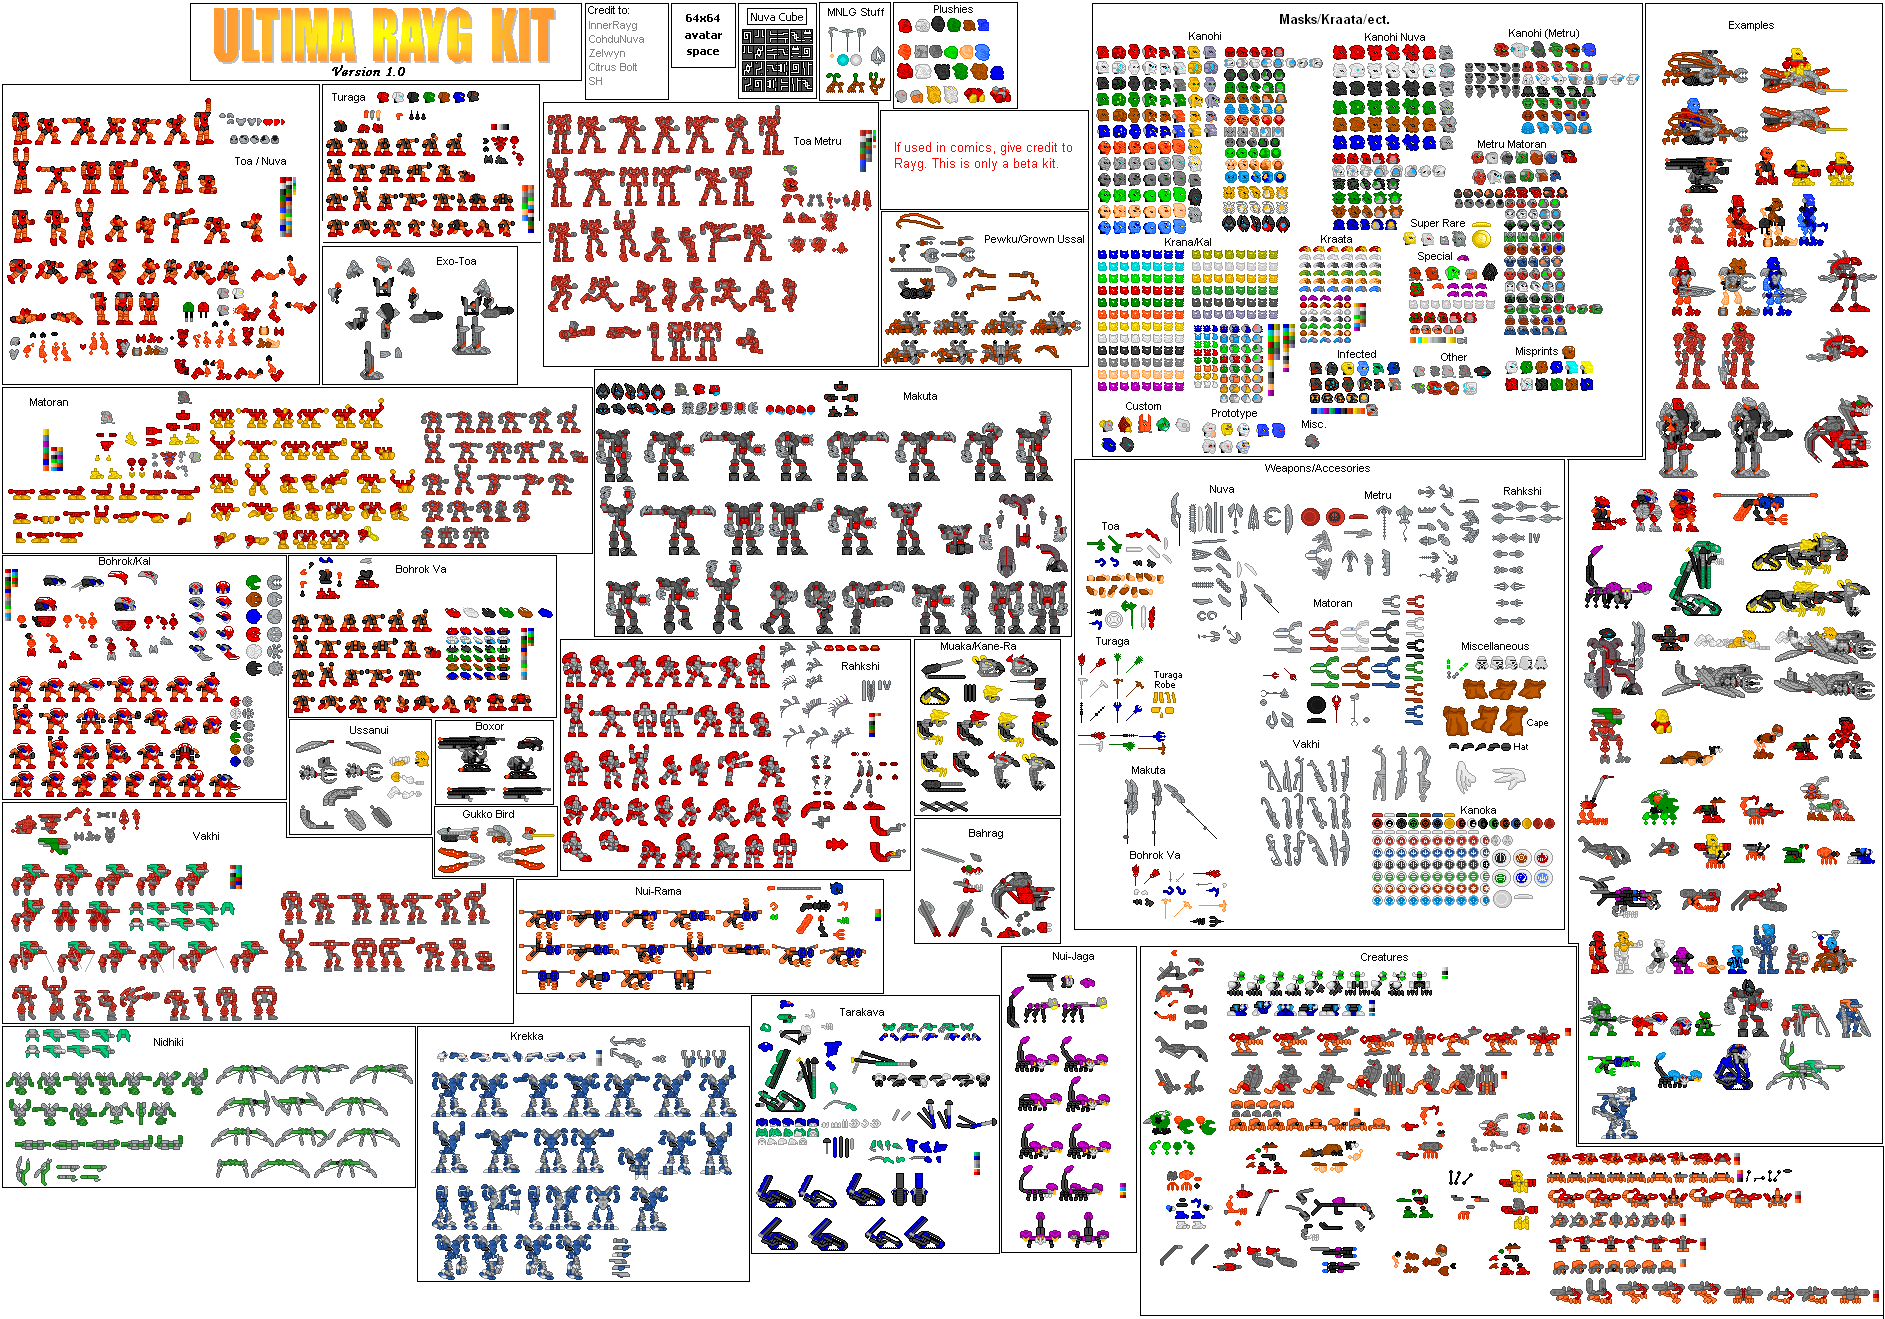 ULTIMA RAYG KIT
Version 1.0
Credit to:
InnerRayg
CohduNuva
Zelwyn
Citrus Bolt
SH
64x64
avatar
space
Nuva Cube
MNLG Stuff
Plushies
Masks/Kraata/ect.
Kanohi
Kanohi Nuva
Kanohi (Metru)
Metru Matoran
Super Rare
Krana/Kal
Kraata
Special
Infected
Other
Misprints
Custom
Prototype
Misc.
Examples
Toa / Nuva
Turaga
Exo-Toa
Toa Metru
If used in comics, give credit to
Rayg. This is only a beta kit.
Pewku/Grown Ussal
Matoran
Makuta
Weapons/Accesories
Nuva
Metru
Rahkshi
Toa
Matoran
Turaga
Turaga
Robe
Miscellaneous
Cape
Hat
Vakhi
Makuta
Kanoka
Bohrok Va
Bohrok/Kal
Bohrok Va
Ussanui
Boxor
Gukko Bird
Rahkshi
Muaka/Kane-Ra
Bahrag
Vakhi
Nui-Rama
Nui-Jaga
Creatures
Nidhiki
Krekka
Tarakava